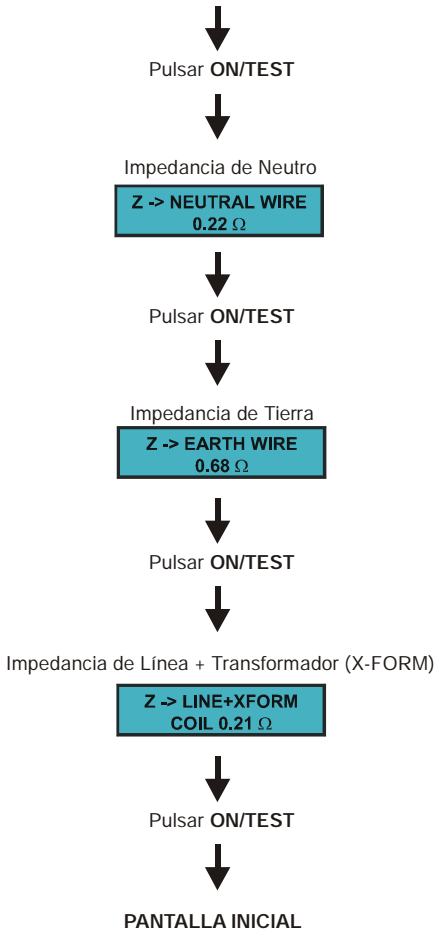 Pulsar ON/TEST
Impedancia de Neutro
Z -> NEUTRAL WIRE
0.22 Ω
Pulsar ON/TEST
Impedancia de Tierra
Z -> EARTH WIRE
0.68 Ω
Pulsar ON/TEST
Impedancia de Línea + Transformador (X-FORM)
Z -> LINE+XFORM
COIL 0.21 Ω
Pulsar ON/TEST
PANTALLA INICIAL